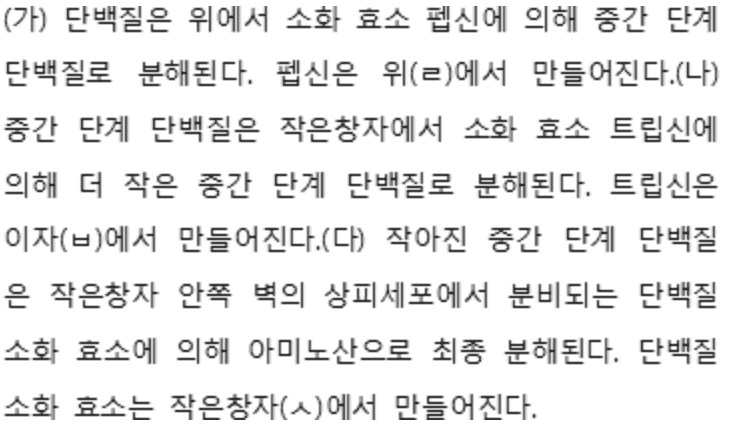 (가) 단백질은 위에서 소화 효소 펩신에 의해 중간 단계
단백질로 분해된다. 펩신은 위(ㄹ)에서 만들어진다.(나)
중간 단계 단백질은 작은창자에서 소화 효소 트립신에
의해 더 작은 중간 단계 단백질로 분해된다. 트립신은
이자(ㅂ)에서 만들어진다.(다) 작아진 중간 단계 단백질
은 작은창자 안쪽 벽의 상피세포에서 분비되는 단백질
소화 효소에 의해 아미노산으로 최종 분해된다. 단백질
소화 효소는 작은창자(ㅅ)에서 만들어진다.